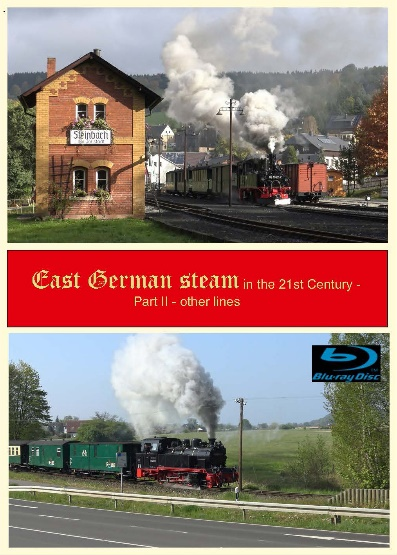 Steinbach
East German steam in the 21st Century -
Part II - other lines
Blu-ray Disc